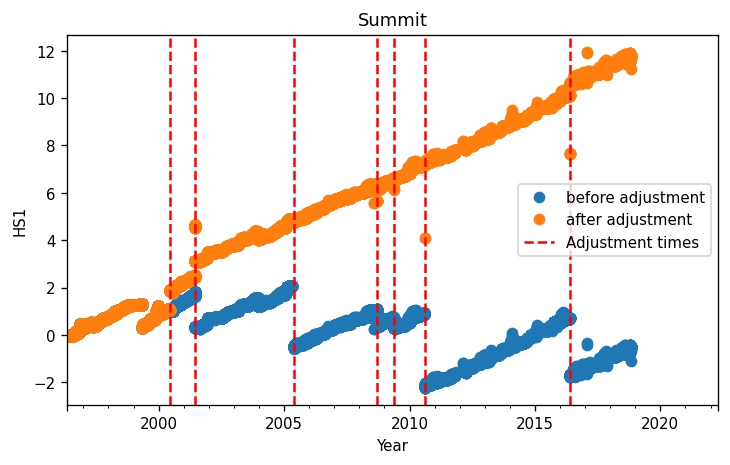 Summit
HS1
12
10
8
6
4
2
0
−2
before adjustment
after adjustment
Adjustment times
2000 2005 2010 2015 2020
Year